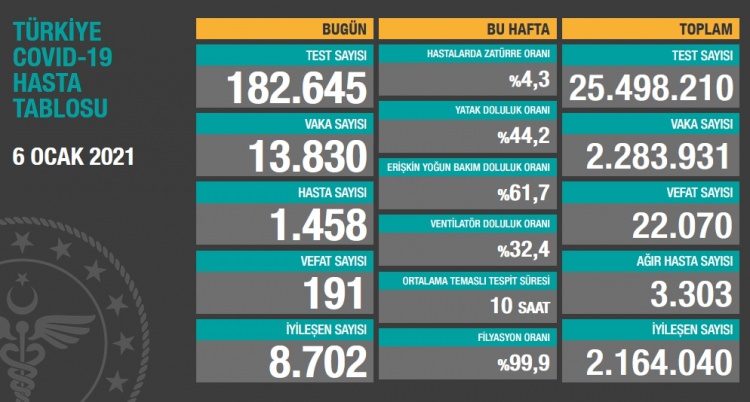 TÜRKİYE
COVID-19
HASTA
TABLOSU
6 OCAK 2021
BUGÜN
TEST SAYISI
182.645
VAKA SAYISI
13.830
HASTA SAYISI
1.458
VEFAT SAYISI
191
İYİLEŞEN SAYISI
8.702
BU HAFTA
HASTALARDA ZATÜRRE ORANI
%4,3
YATAK DOLULUK ORANI
%44,2
ERİŞKİN YOĞUN BAKIM DOLULUK ORANI
%61,7
VENTİLATÖR DOLULUK ORANI
%32,4
ORTALAMA TEMASLI TESPİT SÜRESİ
10 SAAT
FİLYASYON ORANI
%99,9
TOPLAM
TEST SAYISI
25.498.210
VAKA SAYISI
2.283.931
VEFAT SAYISI
22.070
AĞIR HASTA SAYISI
3.303
İYİLEŞEN SAYISI
2.164.040